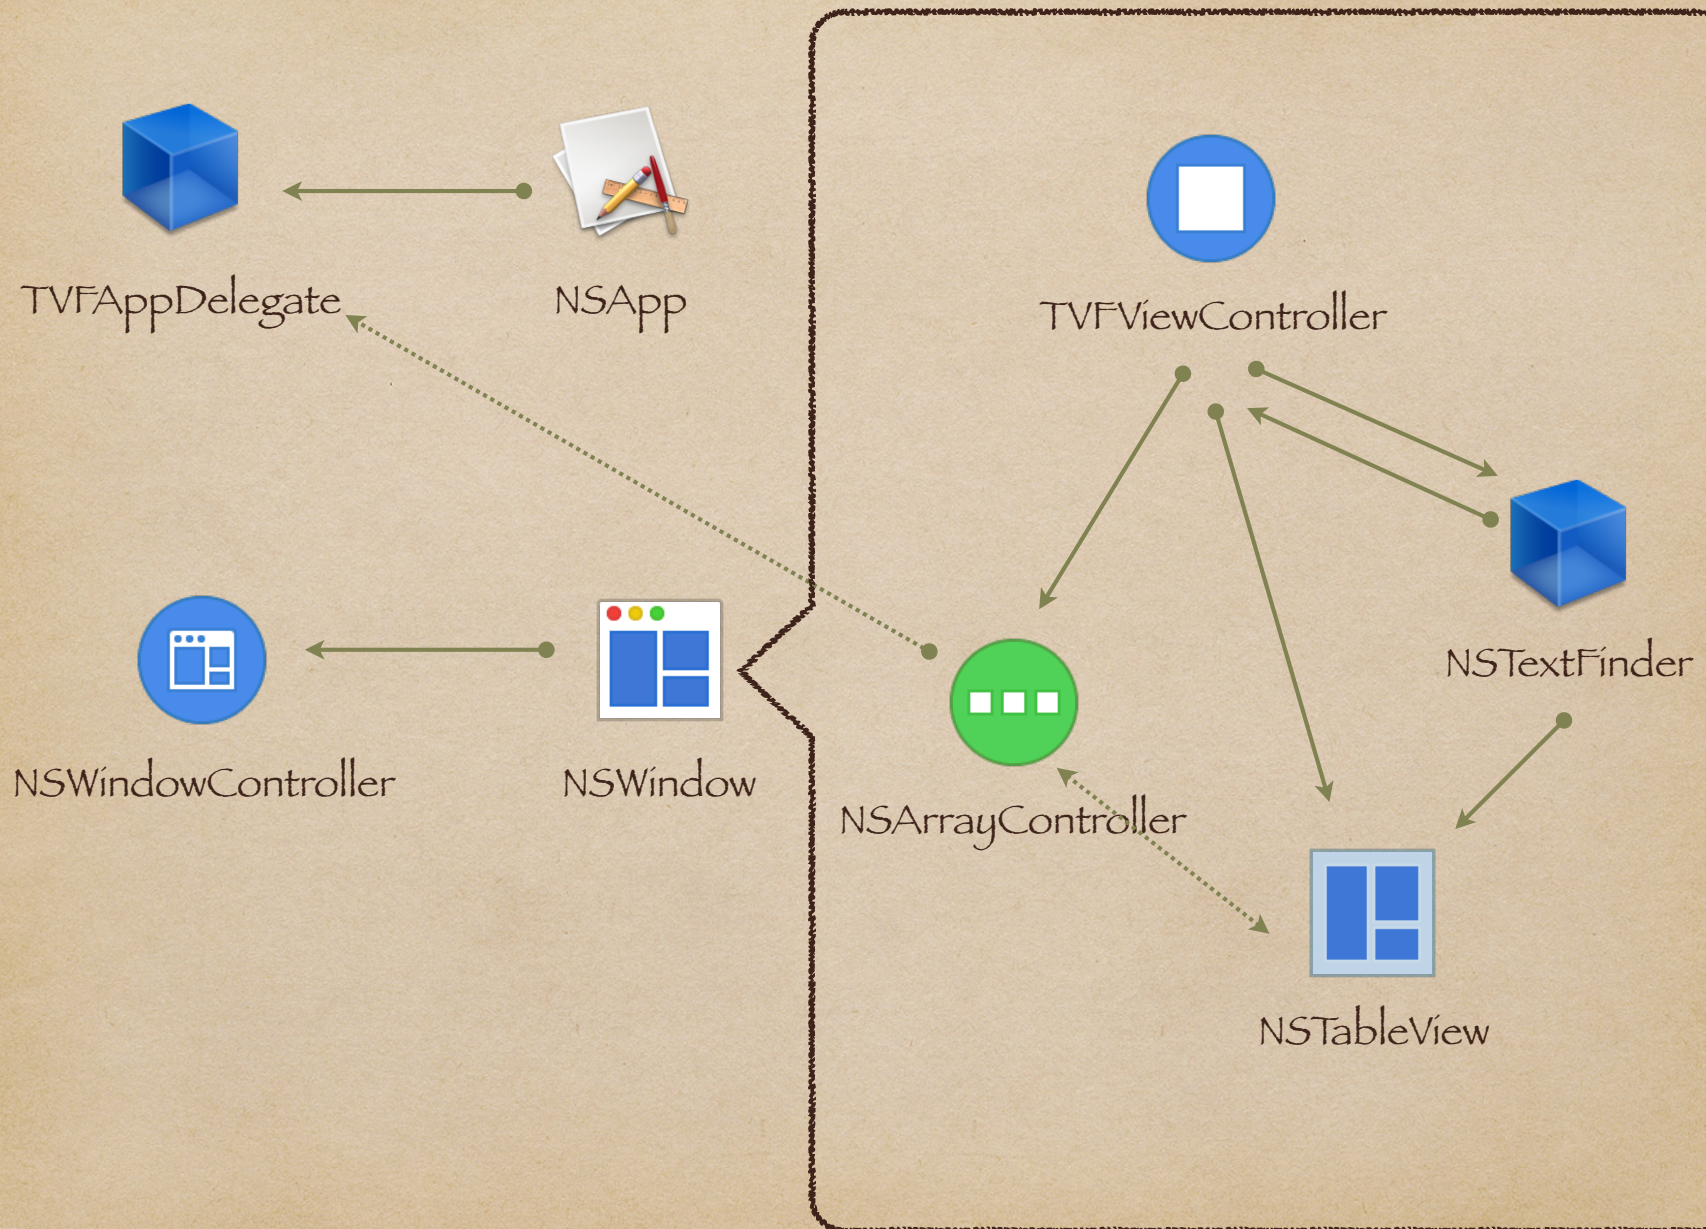 TVFAppDelegate
NSApp
TVFViewController
NSTextFinder
NSWindowController
NSWindow
NSArrayController
NSTableView